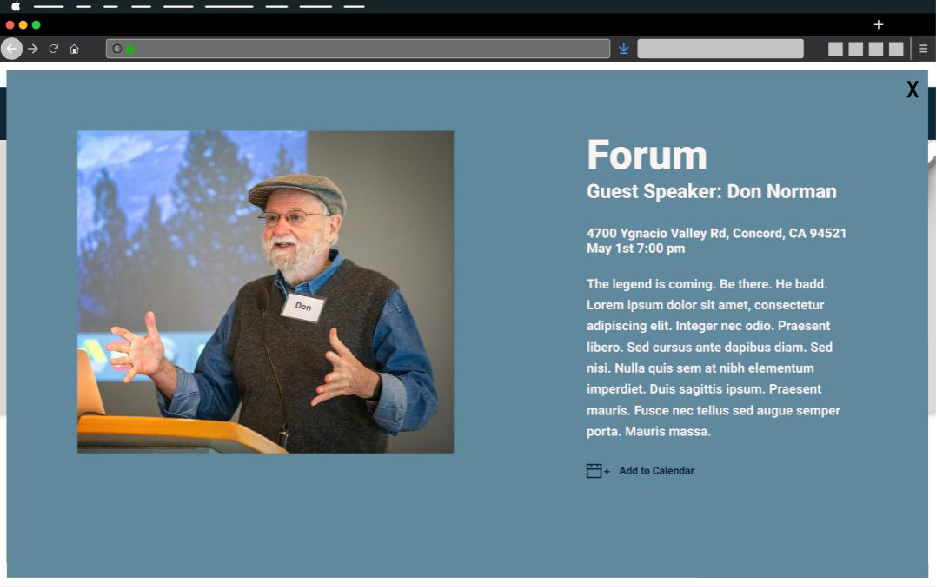 X
Forum
Guest Speaker: Don Norman
4700 Ygnacio Valley Rd, Concord, CA 94521
May 1st 7:00 pm
The legend is coming. Be there. He badd.
Lorem ipsum dolor sit amet, consectetur
adipiscing elit. Integer nec odio. Praesent
libero. Sed cursus ante dapibus diam. Sed
nisi. Nulla quis sem at nibh elementum
imperdiet. Duis sagittis ipsum. Praesent
mauris. Fusce nec tellus sed augue semper
porta. Mauris massa.
Add to Calendar
Don